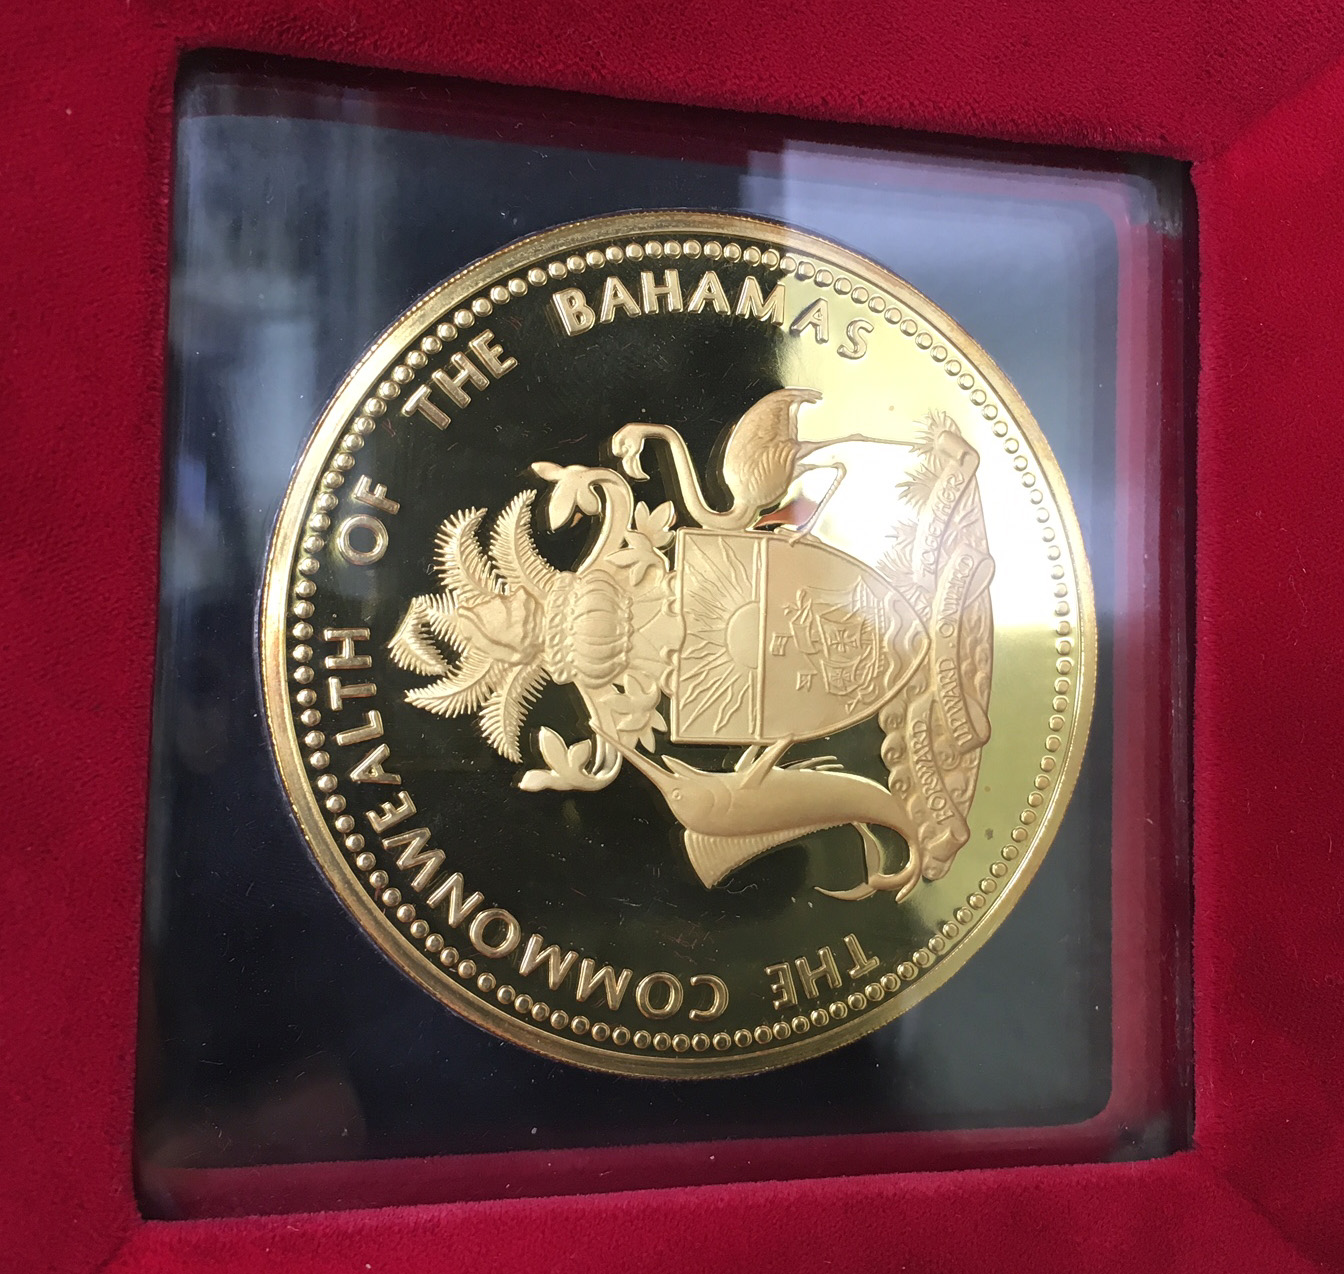 THE COMMONWEALTH OF THE BAHAMAS
FORWARD UPWARD ONWARD TOGETHER